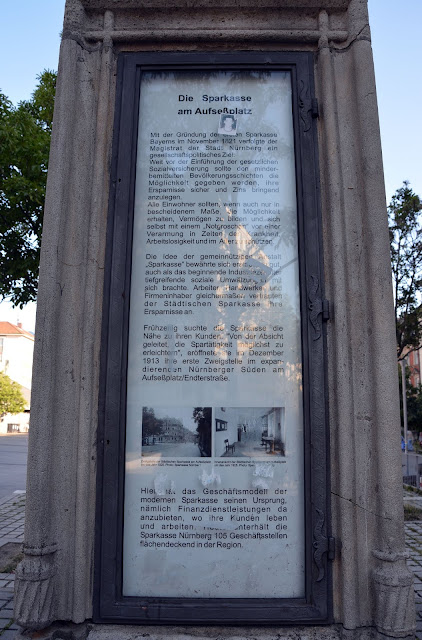 Die Sparkasse
am Aufseßplatz
Mit der Gründung der Sparkasse
Bayerns im November 1821 verfolgte der
Magistrat der Stadt Nürnberg ein
gesellschaftspolitisches Ziel:
Weit vor der Einführung der gesetzlichen
Sozialversicherung sollte den minder-
bemittelten Bevölkerungsschichten die
Möglichkeit gegeben werden, ihre
Ersparnisse sicher und Zins bringend
anzulegen.
Alle Einwohner sollten, wenn auch nur in
bescheidenem Maße, die Möglichkeit
erhalten, Vermögen zu bilden und sich
selbst mit einem „Notgroschen" vor einer
Verarmung in Zeiten der Krankheit,
Arbeitslosigkeit und im Alter zu schützen.
Die Idee der gemeinnützigen Anstalt
„Sparkasse" bewährte sich gut,
auch als das beginnende Industriezeitalter
tiefgreifende soziale Umwälzungen mit
sich brachte. Arbeiter, Handwerker und
Firmeninhaber gleichermaßen vertrauten
der Städtischen Sparkasse ihre
Ersparnisse an.
Frühzeitig suchte die Sparkasse die
Nähe zu ihren Kunden. "Von der Absicht
geleitet, die Spartätigkeit möglichst zu
erleichtern", eröffnete sie im Dezember
1913 ihre erste Zweigstelle im expan-
dierenden Nürnberger Süden am
Aufseßplatz/Endterstraße.
Hier hat das Geschäftsmodell der
modernen Sparkasse seinen Ursprung,
nämlich Finanzdienstleistungen da
anzubieten, wo ihre Kunden leben
und arbeiten. Heute unterhält die
Sparkasse Nürnberg 105 Geschäftsstellen
flächendeckend in der Region.